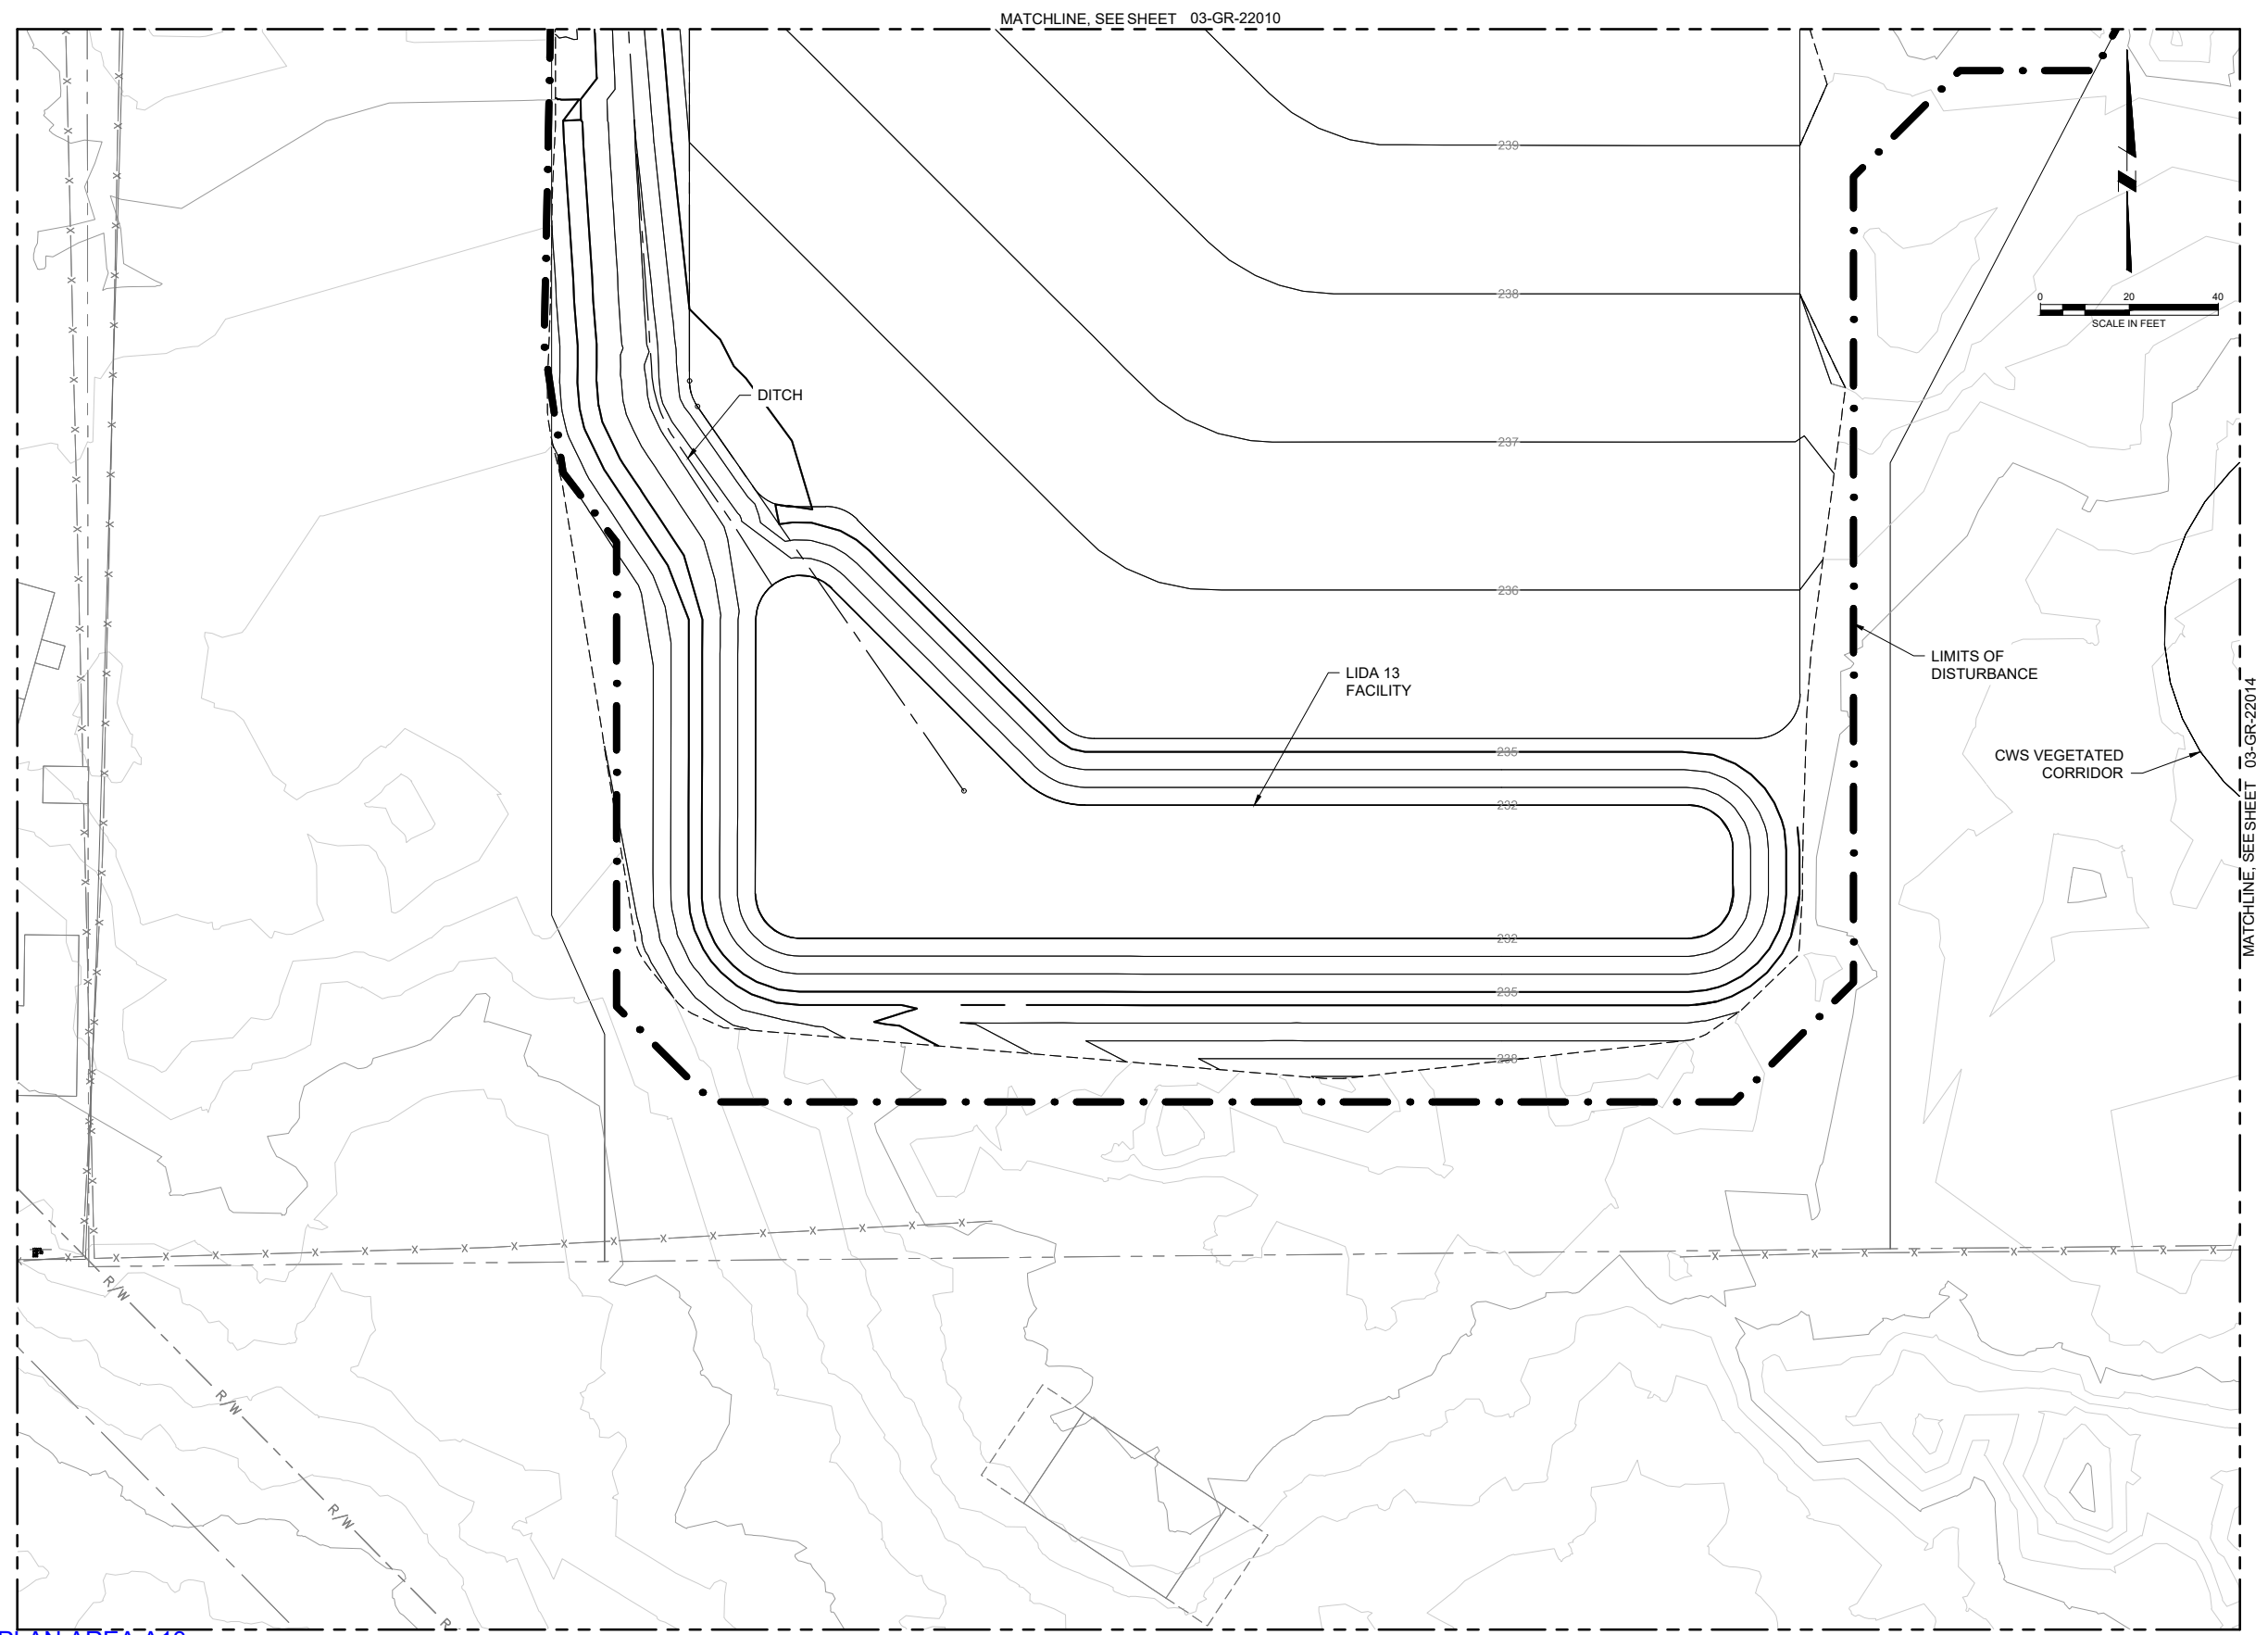 MATCHLINE, SEE SHEET 03-GR-22010
239
238
0 20 40
SCALE IN FEET
DITCH
237
236
LIMITS OF
DISTURBANCE
LIDA 13
FACILITY
235
CWS VEGETATED
CORRIDOR
MATCHLINE, SEE SHEET 03-GR-22014
232
232
235
238
R/W
R/W
R/W
R